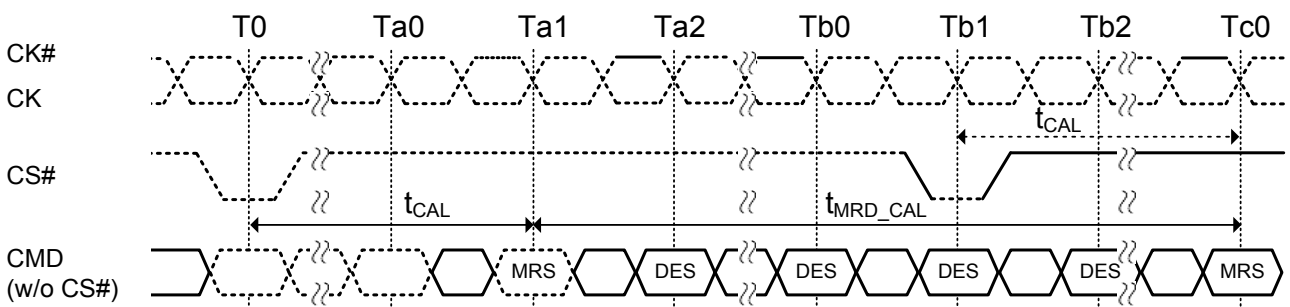 T0 Ta0 Ta1 Ta2 Tb0 Tb1 Tb2 Tc0
CK#
CK
tCAL
CS#
tCAL tMRD_CAL
CMD MRS DES DES DES DES MRS
(w/o CS#)